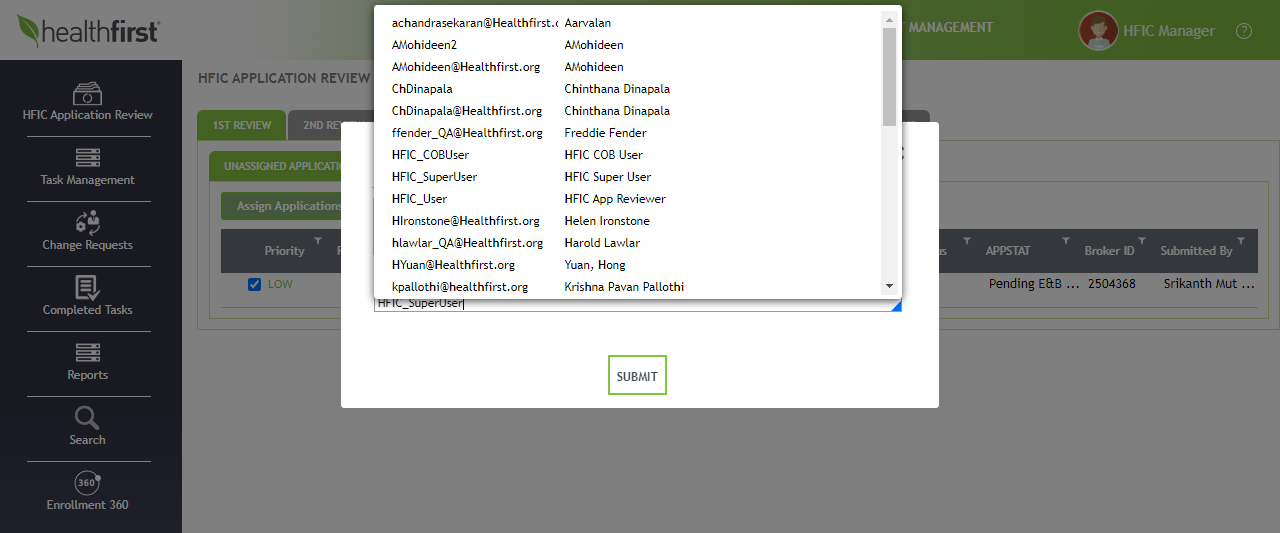 healthfirst
MANAGEMENT
HFIC Manager
HFIC Application Review
Task Management
Change Requests
Completed Tasks
Reports
Search
360
Enrollment 360
HFIC APPLICATION REVIEW
1ST REVIEW
2ND
UNASSIGNED
Assign Applications
Priority
APPSTAT
Broker ID
Submitted By
LOW
Pending E&B ...
2504368
Srikanth Mut ...
achandrasekaran@Healthfirst.c Aarvalan
AMohideen2 AMohideen
AMohideen@Healthfirst.org AMohideen
ChDinapala Chinthana Dinapala
ChDinapala@Healthfirst.org Chinthana Dinapala
ffender_QA@Healthfirst.org Freddie Fender
HFIC_COBUser HFIC COB User
HFIC_SuperUser HFIC Super User
HFIC_User HFIC App Reviewer
HIronstone@Healthfirst.org Helen Ironstone
hlawlar_QA@Healthfirst.org Harold Lawlar
HYuan@Healthfirst.org Yuan, Hong
kpallothi@healthfirst.org Krishna Pavan Pallothi
HFIC_SuperUser
SUBMIT